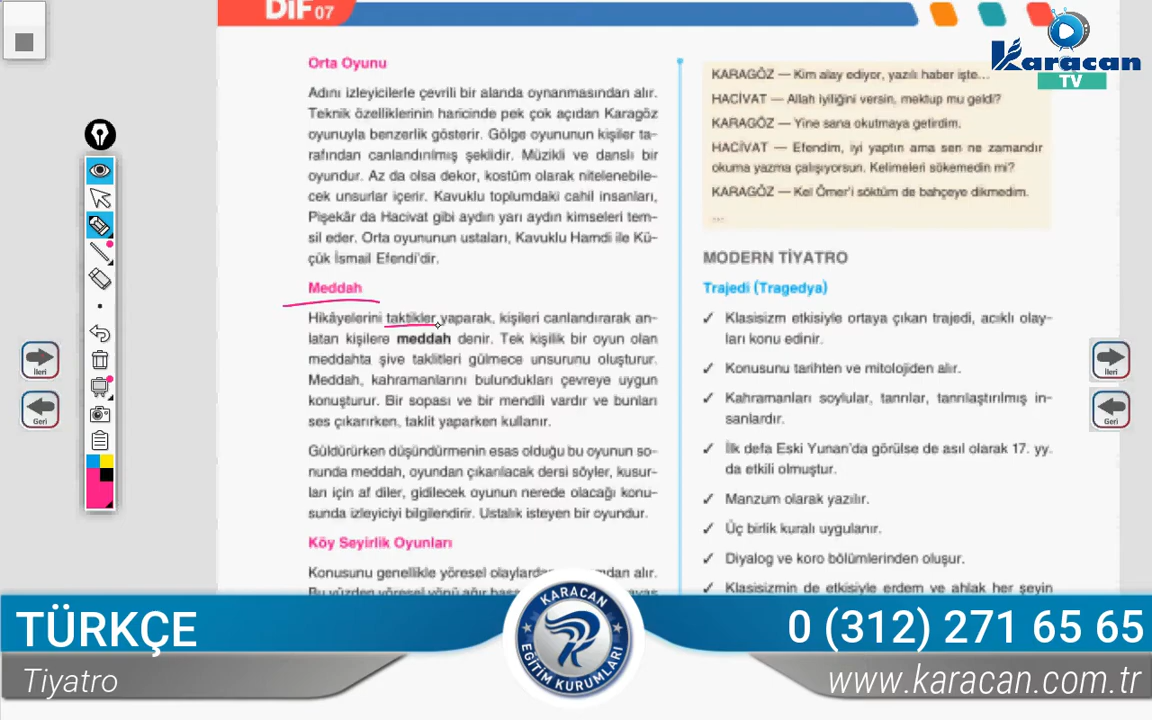 DİF 07
Karacan
TV
Orta Oyunu
Adını izleyicilerle çevrili bir alanda oynanmasından alır.
Teknik özelliklerinin haricinde pek çok açıdan Karagöz
oyunuyla benzerlik gösterir. Gölge oyununun kişiler ta-
rafından canlandırılmış şeklidir. Müzikli ve danslı bir
oyundur. Az da olsa dekor, kostüm olarak nitelenebile-
cek unsurlar içerir. Kavuklu toplumdaki cahil insanları,
Pişekâr da Hacivat gibi aydın yarı aydın kimseleri tem-
sil eder. Orta oyununun ustaları, Kavuklu Hamdi ile Kü-
çük İsmail Efendi'dir.
Meddah
Hikâyelerini taktikler yaparak, kişileri canlandırarak an-
latan kişilere meddah denir. Tek kişilik bir oyun olan
meddahta şive taklitleri gülmece unsurunu oluşturur.
Meddah, kahramanlarını bulundukları çevreye uygun
konuşturur. Bir sopası ve bir mendili vardır ve bunları
ses çıkarırken, taklit yaparken kullanır.
Güldürürken düşündürmenin esas olduğu bu oyunun so-
nunda meddah, oyundan çıkarılacak dersi söyler, kusur-
ları için af diler, gidilecek oyunun nerede olacağı konu-
sunda izleyiciyi bilgilendirir. Ustalık isteyen bir oyundur.
Köy Seyirlik Oyunları
Konusunu genellikle yöresel olaylardan alır.
KARAGÖZ — Kim alay ediyor, yazılı haber işte...
HACİVAT — Allah iyiliğini versin, mektup mu geldi?
KARAGÖZ — Yine sana okutmaya getirdim.
HACİVAT — Efendim, iyi yaptın ama sen ne zamandır
okuma yazma çalışıyorsun. Kelimeleri sökemedin mi?
KARAGÖZ — Kel Ömer'i söktüm de bahçeye dikmedim.
...
MODERN TİYATRO
Trajedi (Tragedya)
✓ Klasisizm etkisiyle ortaya çıkan trajedi, acıklı olay-
ları konu edinir.
✓ Konusunu tarihten ve mitolojiden alır.
✓ Kahramanları soylular, tanrılar, tanrılaştırılmış in-
sanlardır.
✓ İlk defa Eski Yunan'da görülse de asıl olarak 17. yy.
da etkili olmuştur.
✓ Manzum olarak yazılır.
✓ Üç birlik kuralı uygulanır.
✓ Diyalog ve koro bölümlerinden oluşur.
✓ Klasisizmin de etkisiyle erdem ve ahlak her şeyin
İleri
Geri
İleri
Geri
TÜRKÇE
Tiyatro
KARACAN
EĞİTİM KURUMLARI
0 (312) 271 65 65
www.karacan.com.tr